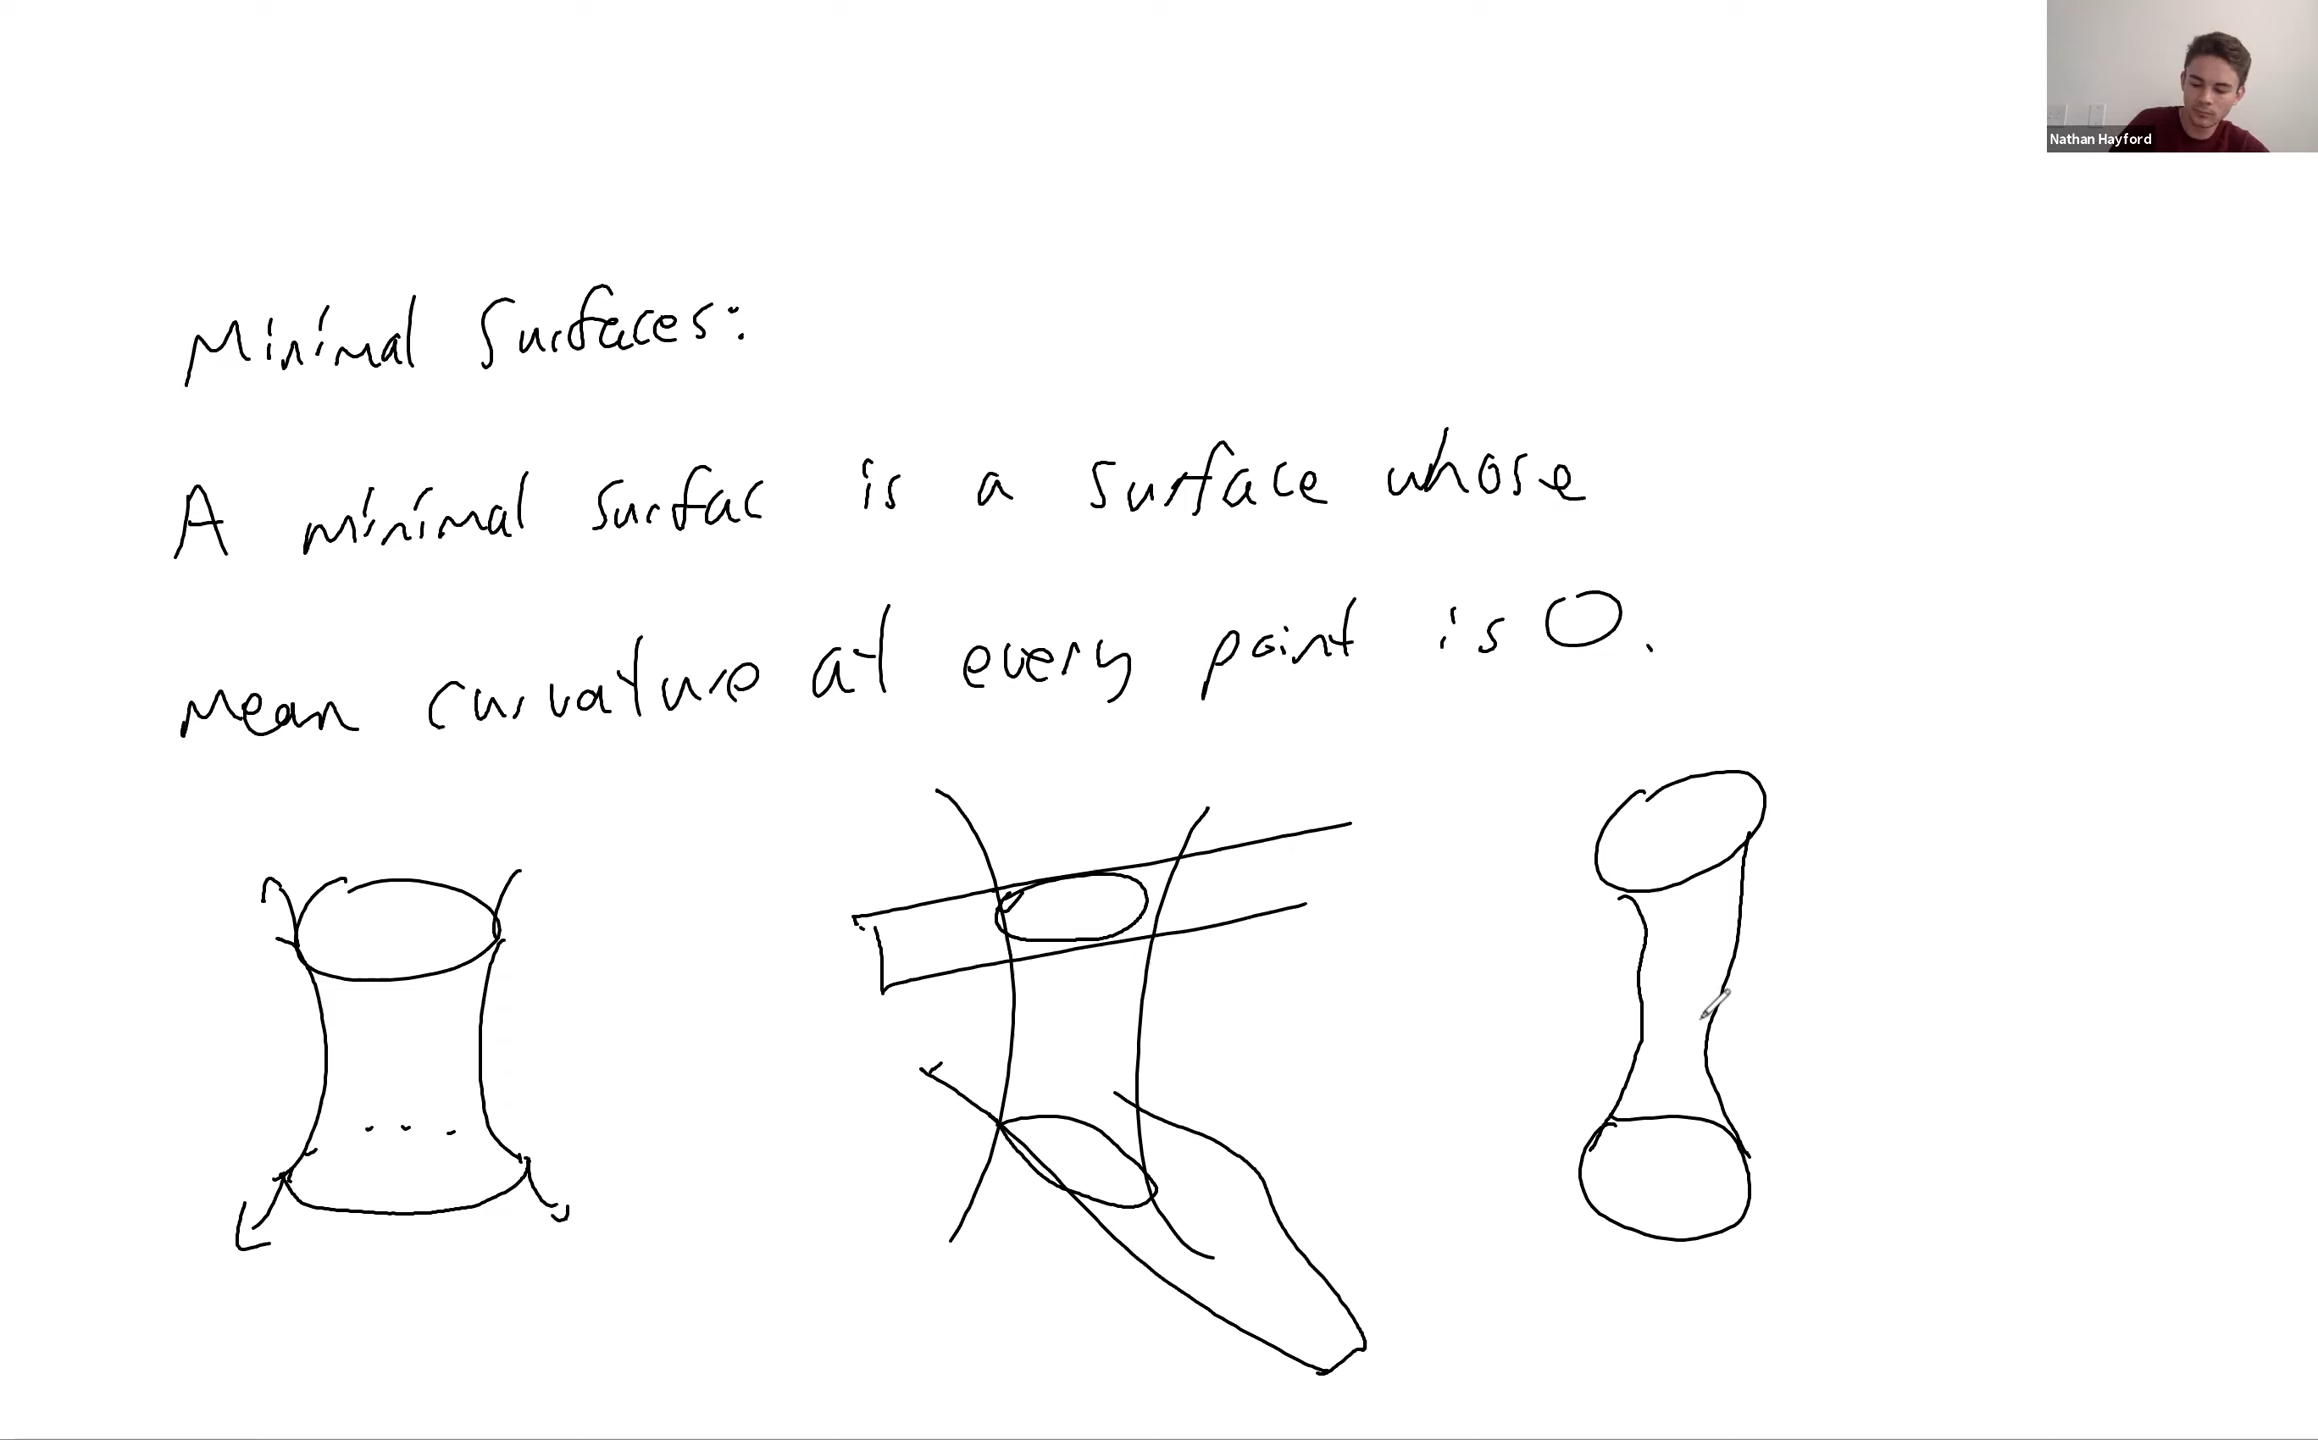 Nathan Hayford
Minimal Surfaces:
A minimal surfac is a surface whose
mean curvature at every point is 0.